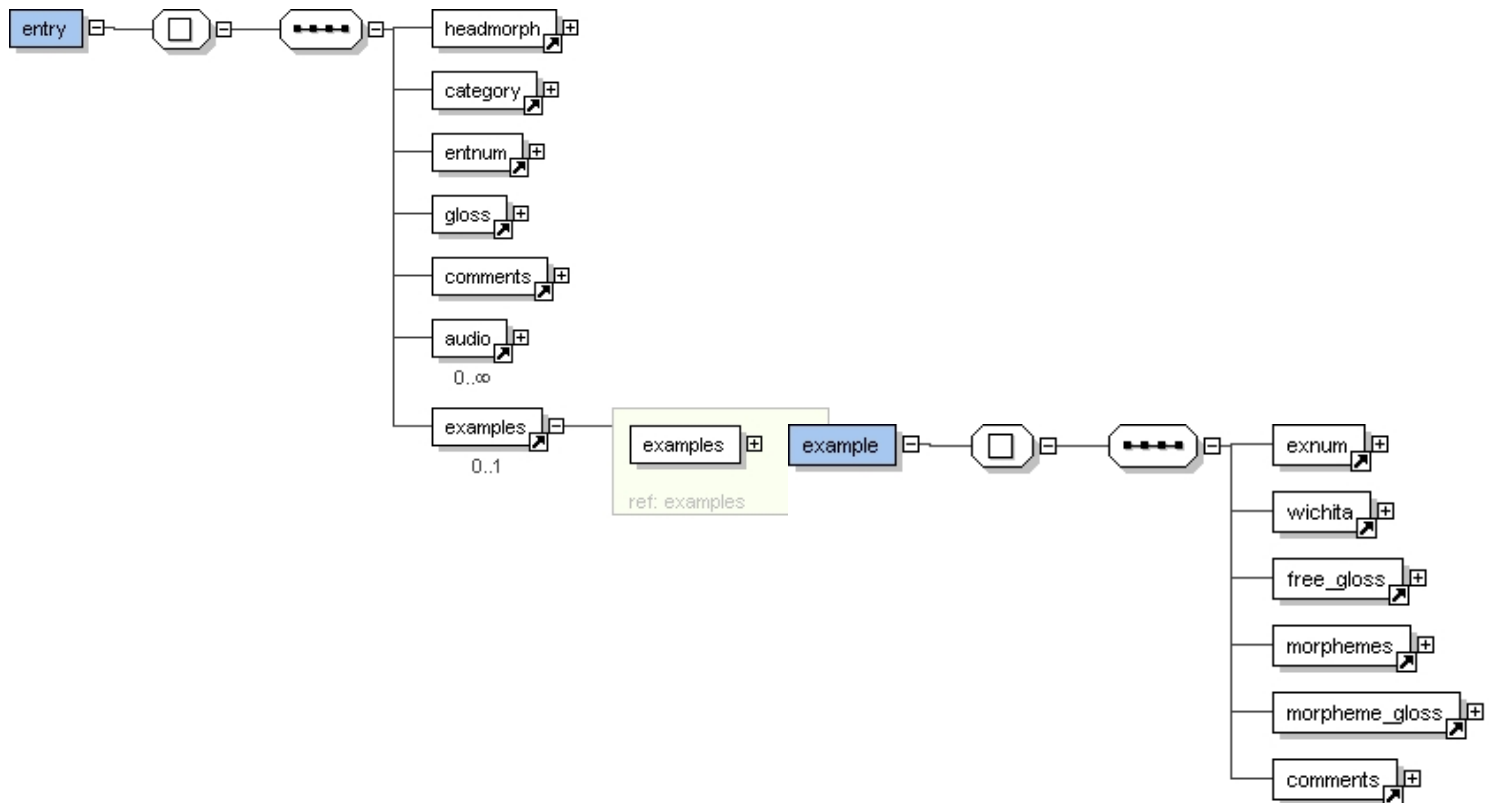 entry
headmorph
category
entnum
gloss
comments
audio
0..∞
examples
0..1
examples
ref: examples
example
exnum
wichita
free_gloss
morphemes
morpheme_gloss
comments